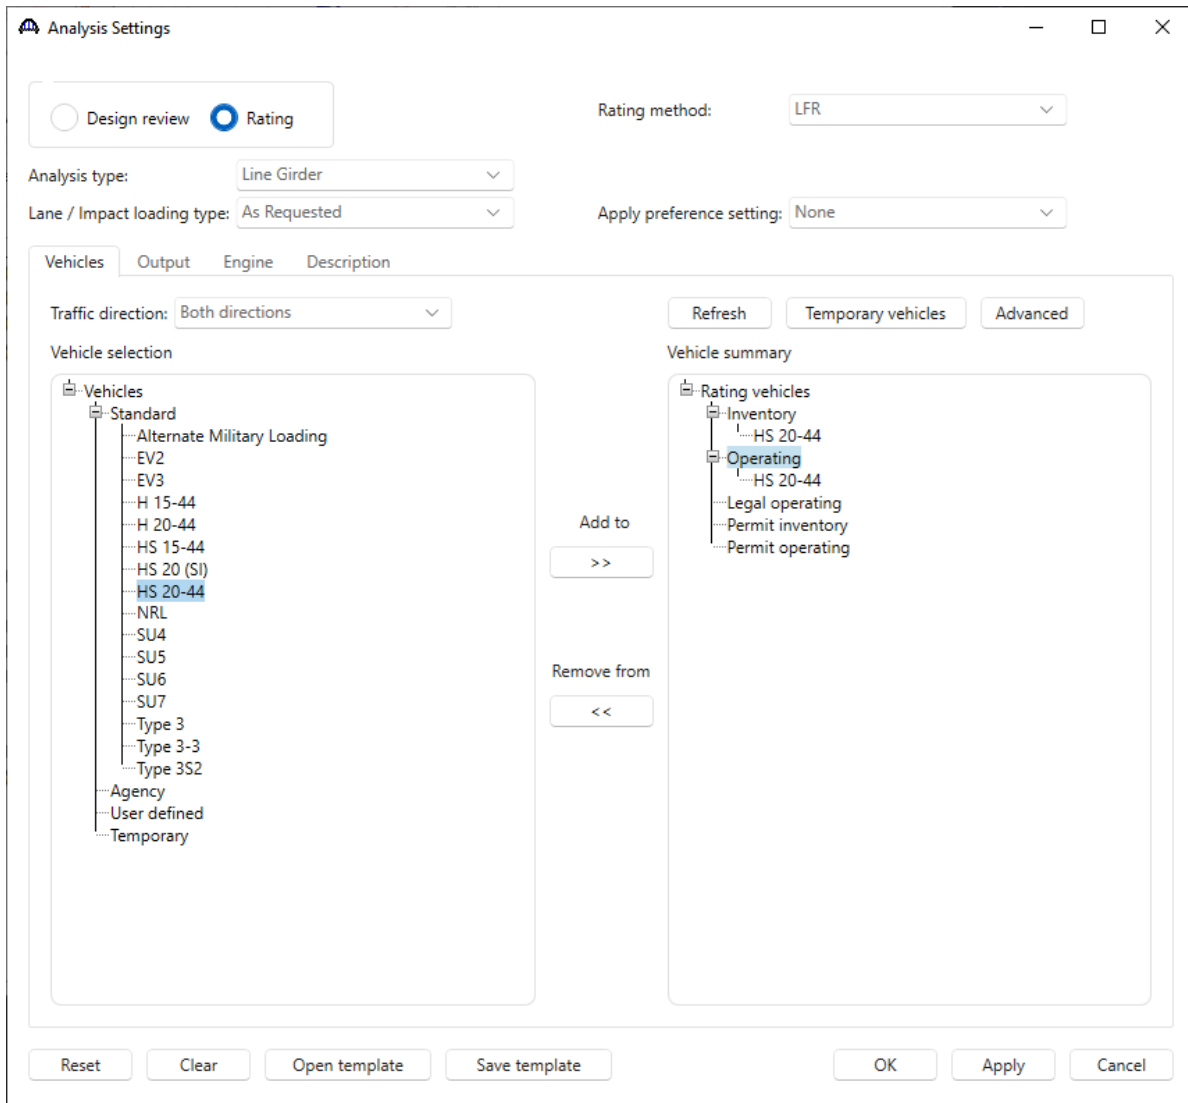 Analysis Settings
Design review Rating
Rating method: LFR
Analysis type: Line Girder
Lane / Impact loading type: As Requested
Apply preference setting: None
Vehicles Output Engine Description
Traffic direction: Both directions
Refresh Temporary vehicles Advanced
Vehicle selection
Vehicles
Standard
Alternate Military Loading
EV2
EV3
H 15-44
H 20-44
HS 15-44
HS 20 (SI)
HS 20-44
NRL
SU4
SU5
SU6
SU7
Type 3
Type 3-3
Type 3S2
Agency
User defined
Temporary
Add to
>>
Remove from
<<
Vehicle summary
Rating vehicles
Inventory
HS 20-44
Operating
HS 20-44
Legal operating
Permit inventory
Permit operating
Reset Clear Open template Save template OK Apply Cancel